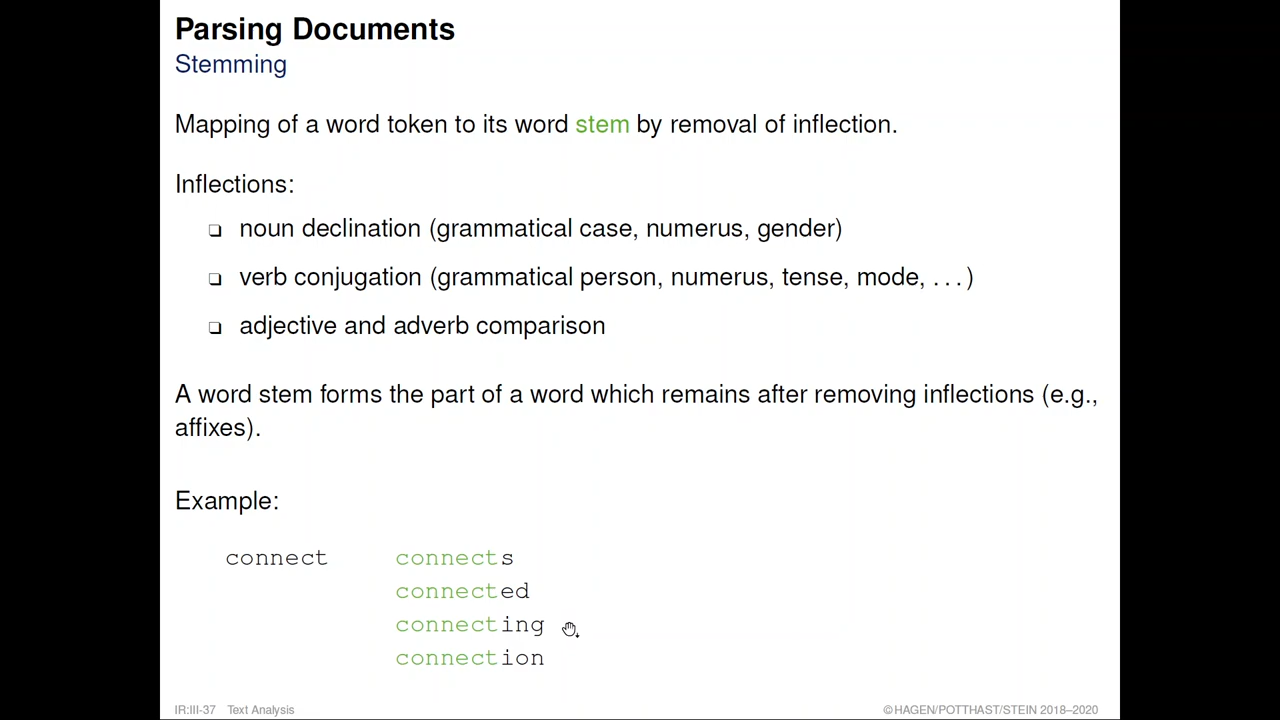 Parsing Documents
Stemming
Mapping of a word token to its word stem by removal of inflection.
Inflections:
❑ noun declination (grammatical case, numerus, gender)
❑ verb conjugation (grammatical person, numerus, tense, mode, . . . )
❑ adjective and adverb comparison
A word stem forms the part of a word which remains after removing inflections (e.g.,
affixes).
Example:
connect connects
connected
connecting
connection
IR:III-37 Text Analysis © HAGEN/POTTHAST/STEIN 2018–2020